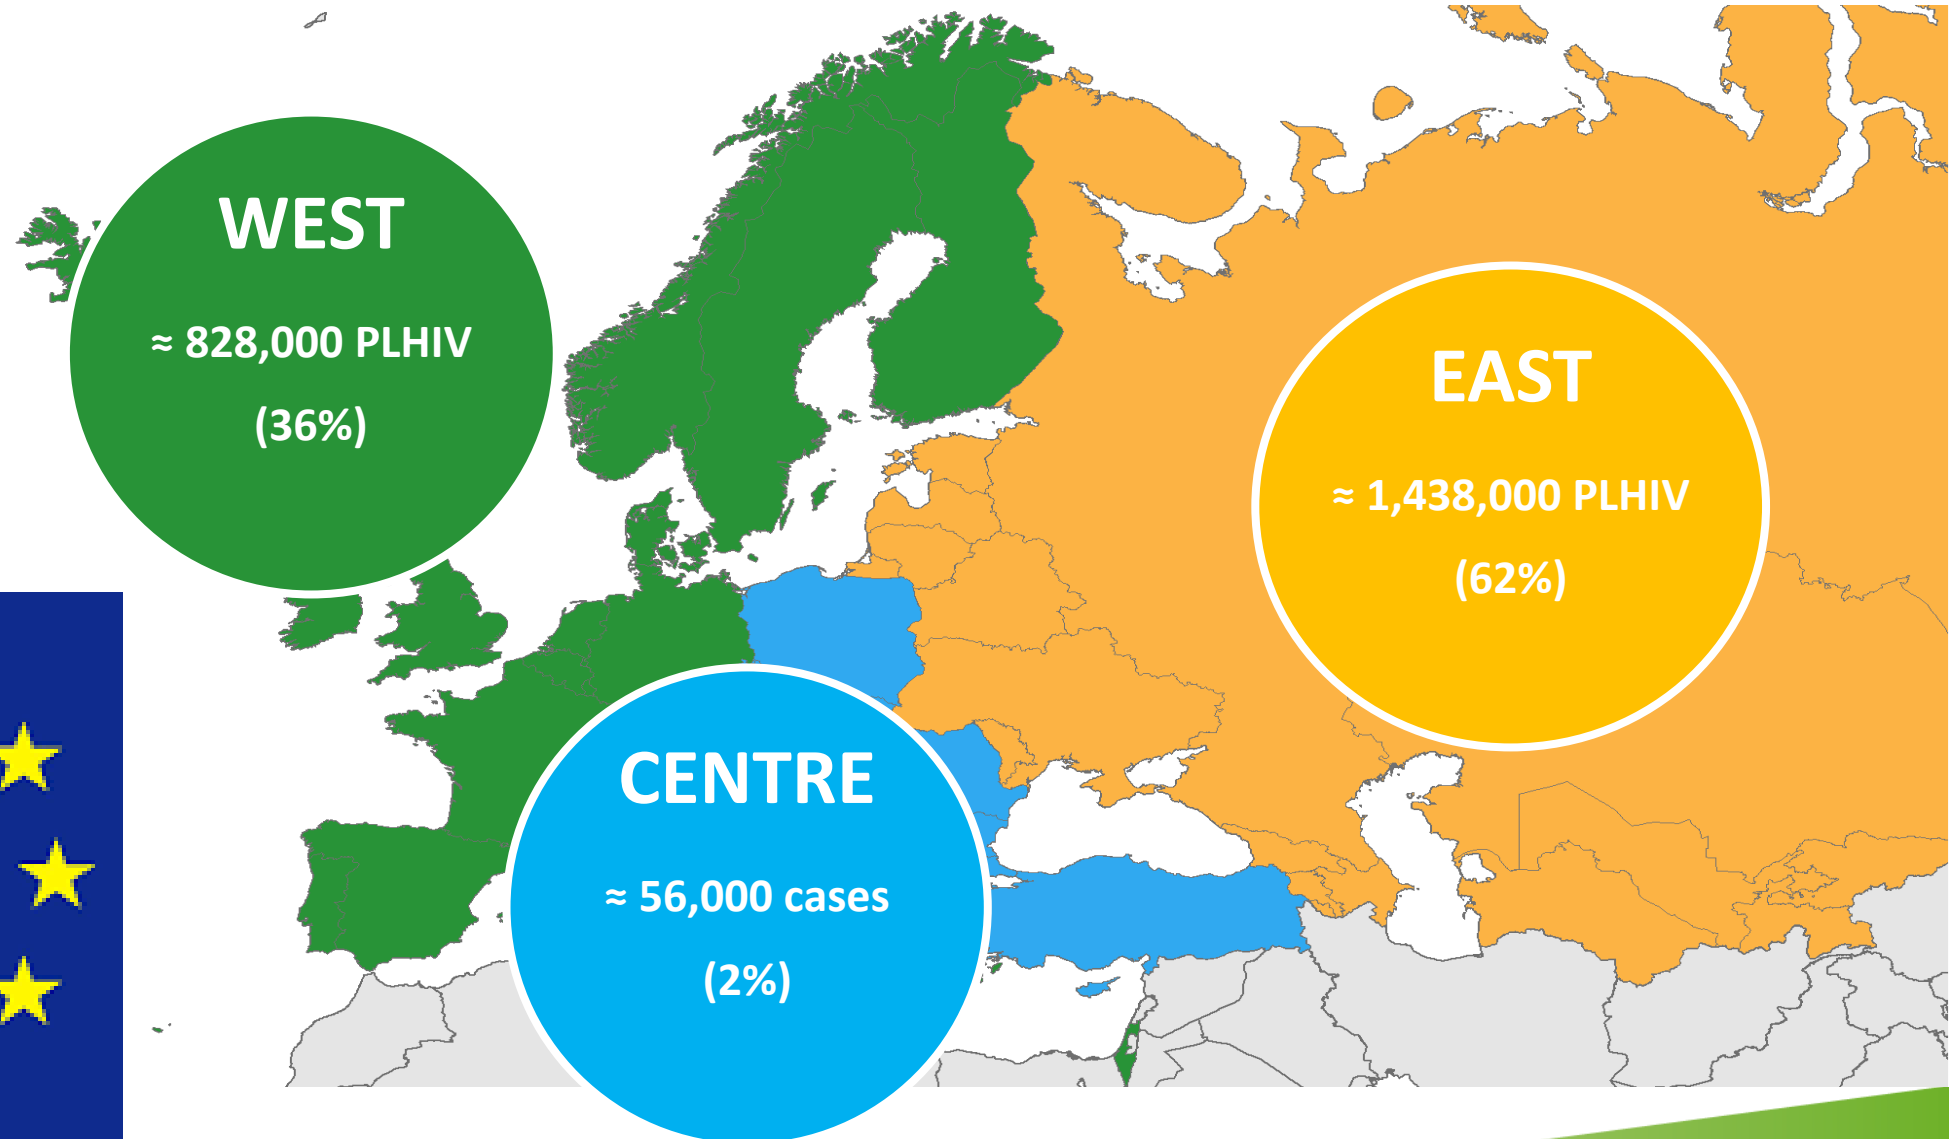 WEST
≈ 828,000 PLHIV
(36%)
EAST
≈ 1,438,000 PLHIV
(62%)
CENTRE
≈ 56,000 cases
(2%)